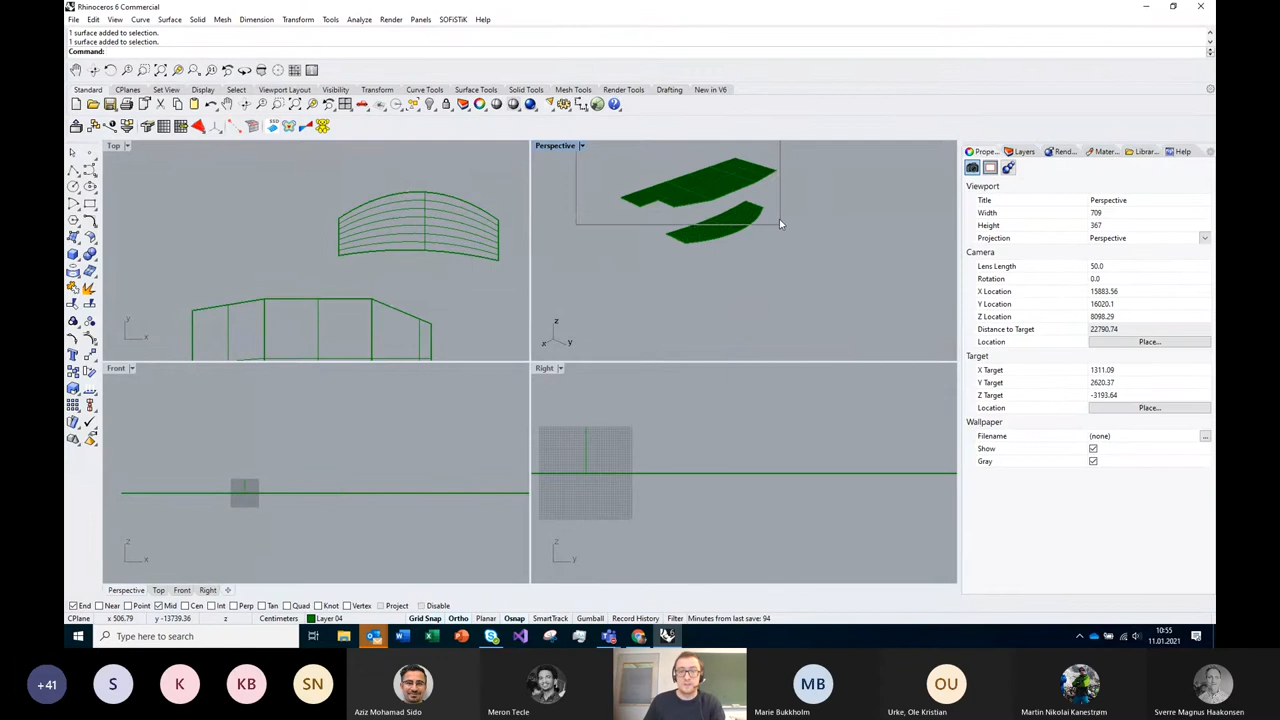 Rhinoceros 6 Commercial
File Edit View Curve Surface Solid Mesh Dimension Transform Tools Analyze Render Panels SOFiSTiK Help
1 surface added to selection.
1 surface added to selection.
Command:
Standard CPlanes Set View Display Select Viewport Layout Visibility Transform Curve Tools Surface Tools Solid Tools Mesh Tools Render Tools Drafting New in V6
Top
Perspective
Prope... Layers Rend... Mater... Librar... Help
Viewport
Title Perspective
Width 709
Height 367
Projection Perspective
Camera
Lens Length 50.0
Rotation 0.0
X Location 15883.56
Y Location 16020.1
Z Location 8098.29
Distance to Target 22790.74
Location Place...
Target
X Target 1311.09
Y Target 2620.37
Z Target -3193.64
Location Place...
Wallpaper
Filename (none) ...
Show
Gray
y x
z x y
Front
Right
z x
z y
Perspective Top Front Right
End Near Point Mid Cen Int Perp Tan Quad Knot Vertex Project Disable
CPlane x 506.79 y -13739.36 z Centimeters Layer 04 Grid Snap Ortho Planar Osnap SmartTrack Gumball Record History Filter Minutes from last save: 94
Type here to search
10:55
11.01.2021
+41 S K KB SN MB OU
Aziz Mohamad Sido Meron Tecle Marie Bukkholm Urke, Ole Kristian Martin Nikolai Kanestrøm Sverre Magnus Haakonsen